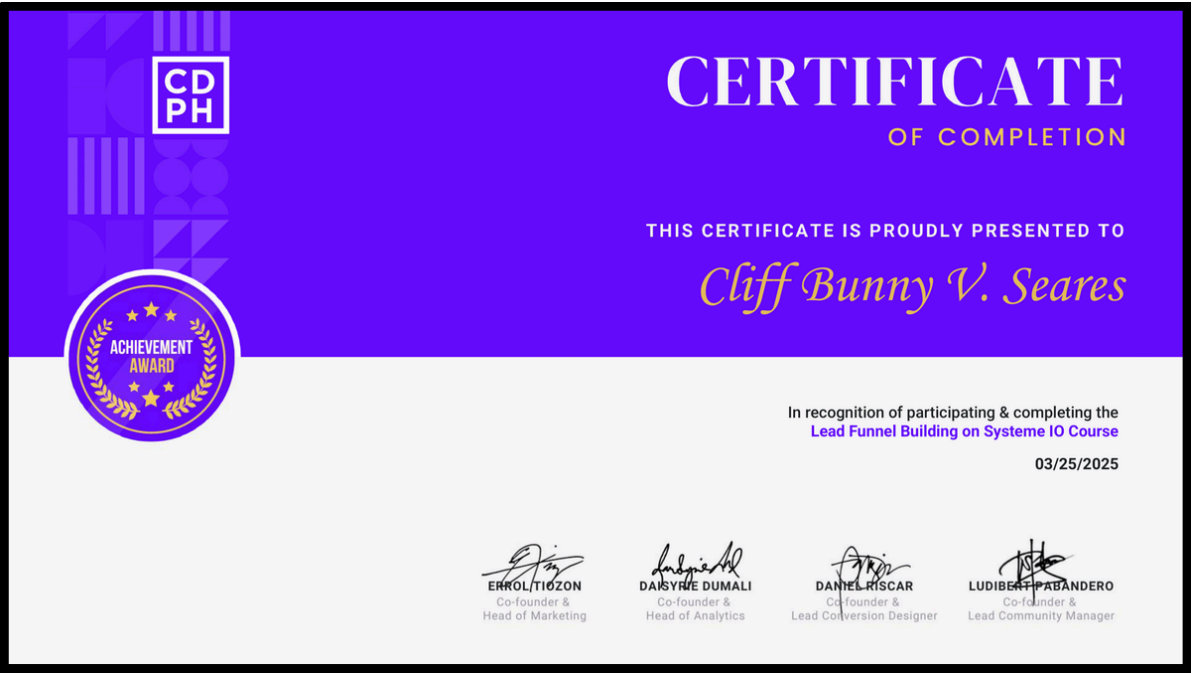 CD
PH
CERTIFICATE
OF COMPLETION
THIS CERTIFICATE IS PROUDLY PRESENTED TO
Cliff Bunny V. Seares
ACHIEVEMENT
AWARD
In recognition of participating & completing the
Lead Funnel Building on Systeme IO Course
03/25/2025
ERROL TIOZON
Co-founder &
Head of Marketing
DAISYRIE DUMALI
Co-founder &
Head of Analytics
DANIEL RISCAR
Co-founder &
Lead Conversion Designer
LUDIBERT PABANDERO
Co-founder &
Lead Community Manager